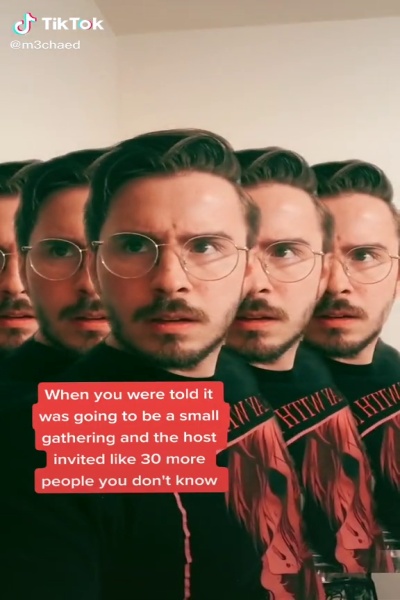 TikTok
@m3chaed
When you were told it
was going to be a small
gathering and the host
invited like 30 more
people you don't know